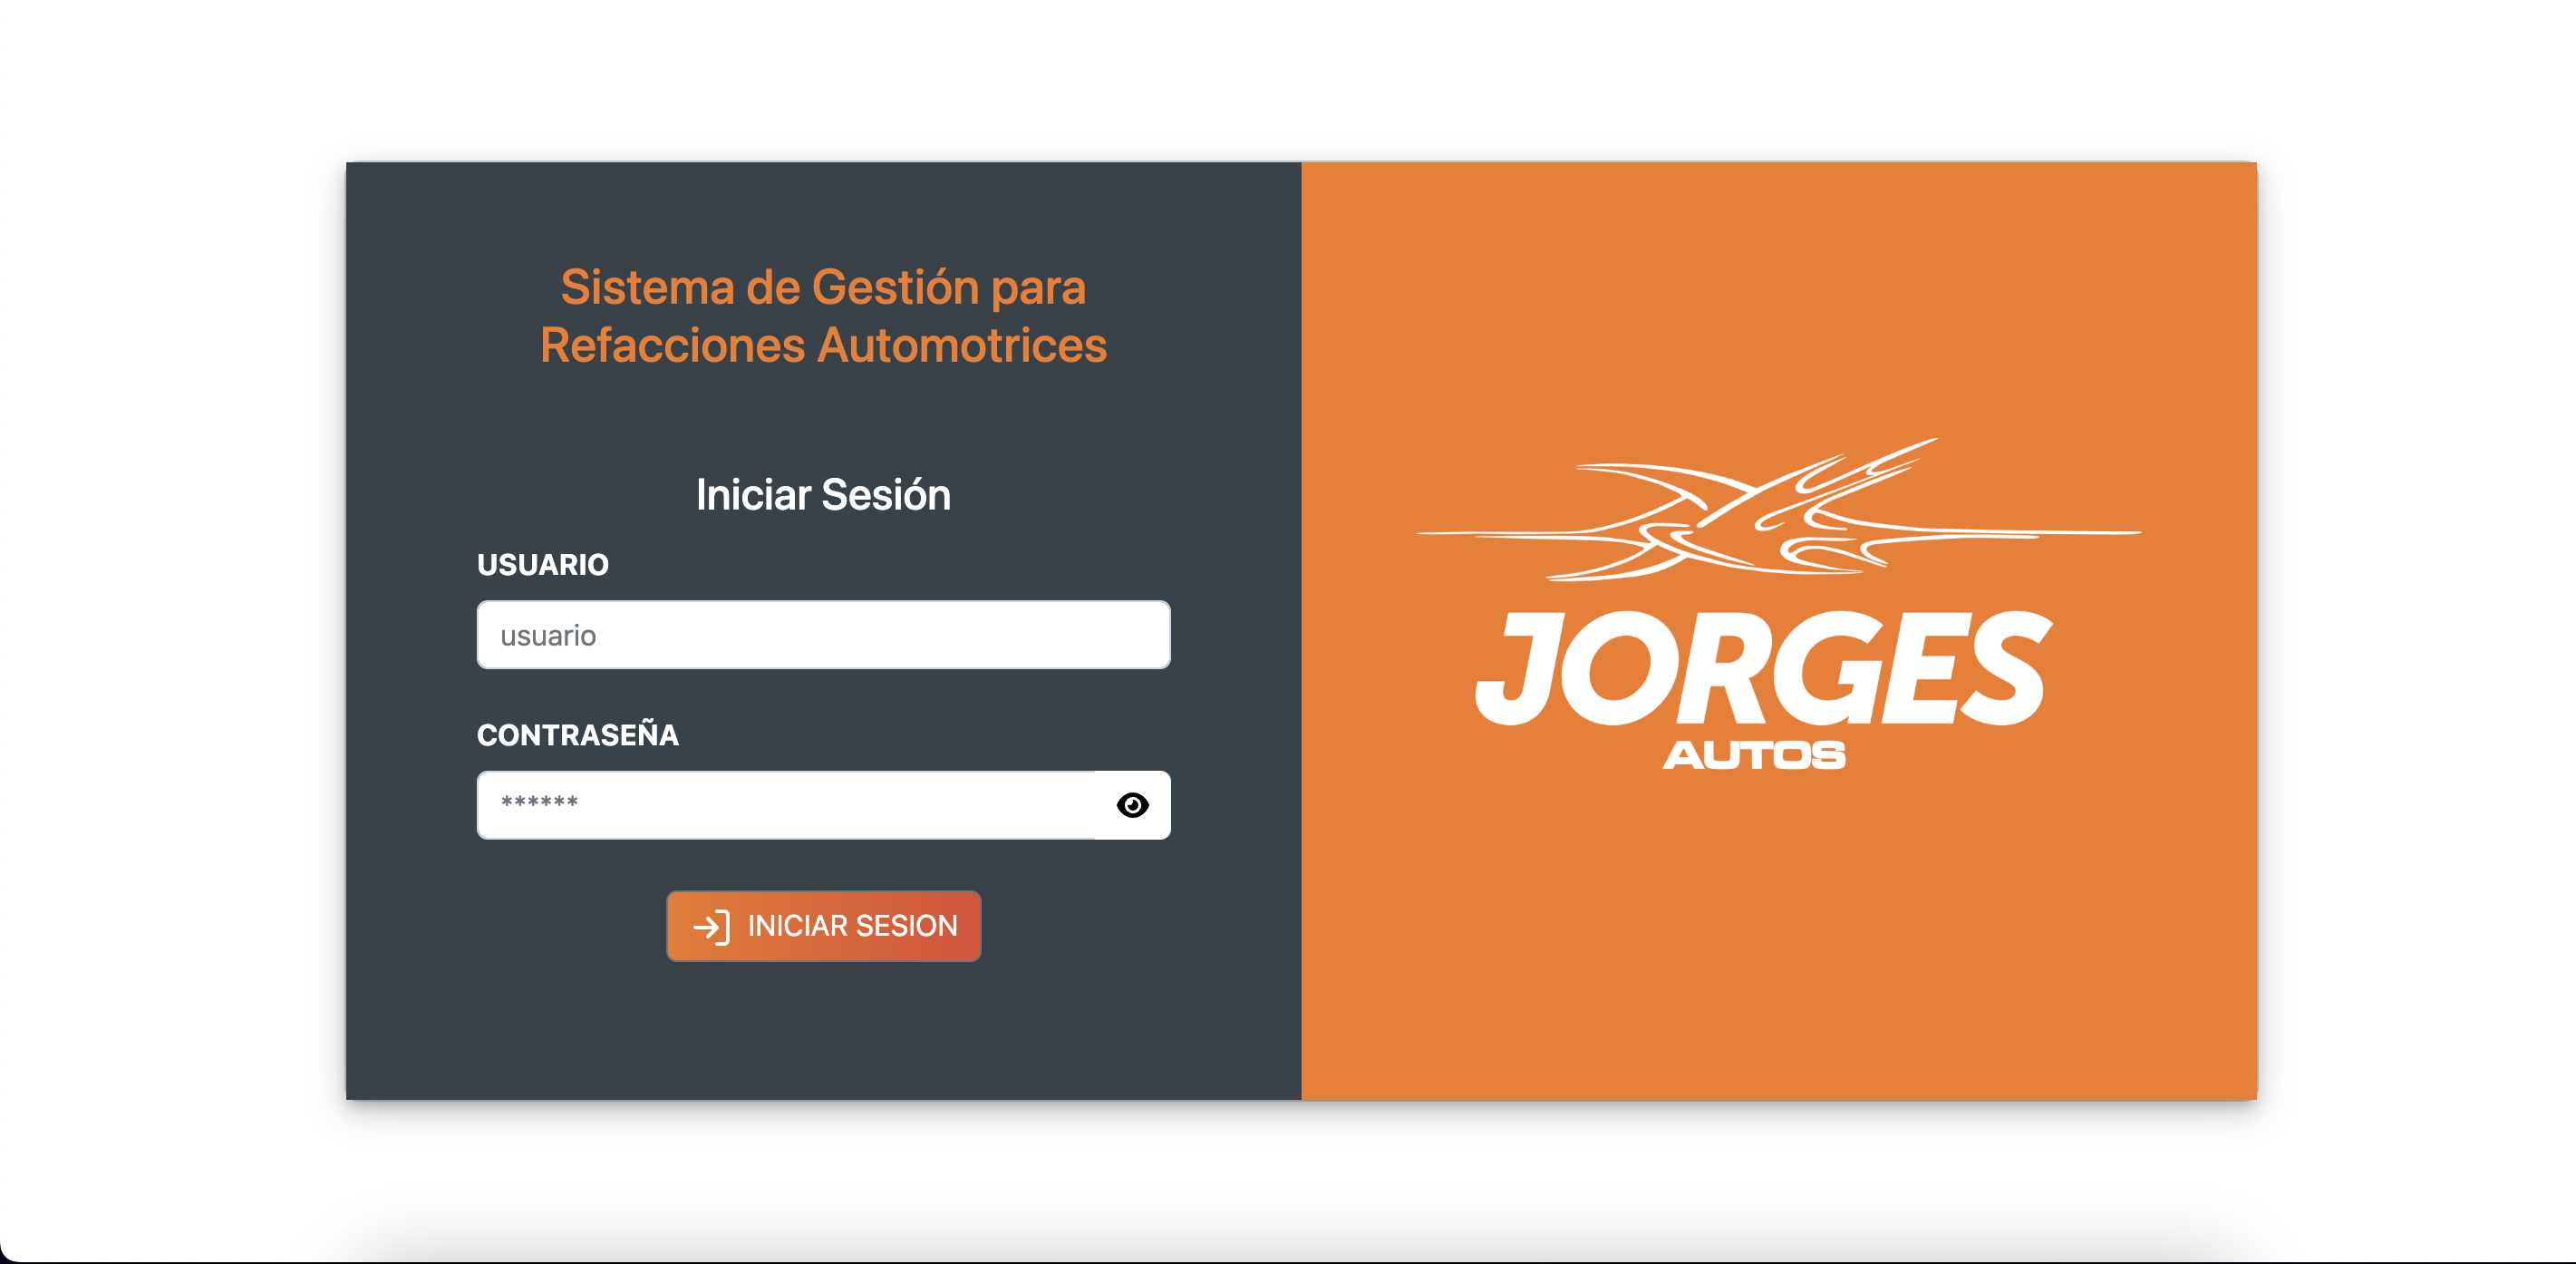 Sistema de Gestión para
Refacciones Automotrices
Iniciar Sesión
USUARIO
usuario
CONTRASEÑA
******
INICIAR SESION
JORGES
AUTOS